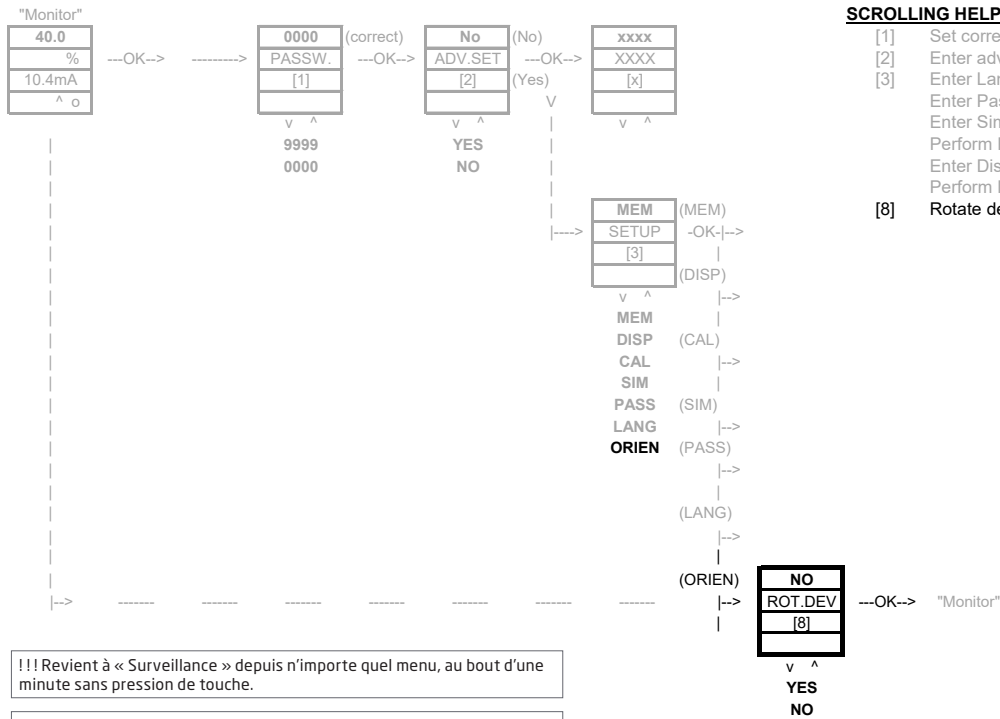 "Monitor"
SCROLLING HELP
40.0 0000 (correct) No (No) xxxx [1] Set corre
% ---OK--> ---------> PASSW. ---OK--> ADV.SET ---OK--> XXXX [2] Enter adv
10.4mA [1] [2] (Yes) [x] [3] Enter Lan
^ o V Enter Pas
v ^ v ^ | v ^ Enter Sim
| 9999 YES | Perform
| 0000 NO | Enter Dis
| | Perform
| | MEM (MEM) [8] Rotate de
| |----> SETUP -OK-|-->
| [3] |
| (DISP)
| v ^ |-->
| MEM |
| DISP (CAL)
| CAL |-->
| SIM |
| PASS (SIM)
| LANG |-->
| ORIEN (PASS)
| |-->
| |
| (LANG)
| |-->
| |
| (ORIEN) NO
|--> ------- ------- ------- ------- ------- ------- ------- |--> ROT.DEV ---OK--> "Monitor"
| [8]
v ^
!!! Revient à « Surveillance » depuis n'importe quel menu, au bout d'une
minute sans pression de touche.
YES
NO